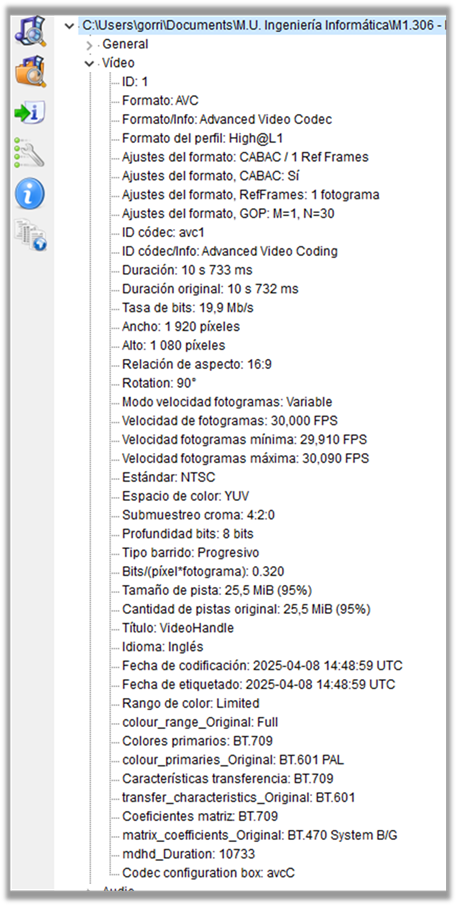 C:\Users\gorri\Documents\M.U. Ingeniería Informática\M1.306 -
General
Vídeo
ID: 1
Formato: AVC
Formato/Info: Advanced Video Codec
Formato del perfil: High@L1
Ajustes del formato: CABAC / 1 Ref Frames
Ajustes del formato, CABAC: Sí
Ajustes del formato, RefFrames: 1 fotograma
Ajustes del formato, GOP: M=1, N=30
ID códec: avc1
ID códec/Info: Advanced Video Coding
Duración: 10 s 733 ms
Duración original: 10 s 732 ms
Tasa de bits: 19,9 Mb/s
Ancho: 1 920 píxeles
Alto: 1 080 píxeles
Relación de aspecto: 16:9
Rotation: 90°
Modo velocidad fotogramas: Variable
Velocidad de fotogramas: 30,000 FPS
Velocidad fotogramas mínima: 29,910 FPS
Velocidad fotogramas máxima: 30,090 FPS
Estándar: NTSC
Espacio de color: YUV
Submuestreo croma: 4:2:0
Profundidad bits: 8 bits
Tipo barrido: Progresivo
Bits/(píxel*fotograma): 0.320
Tamaño de pista: 25,5 MiB (95%)
Cantidad de pistas original: 25,5 MiB (95%)
Título: VideoHandle
Idioma: Inglés
Fecha de codificación: 2025-04-08 14:48:59 UTC
Fecha de etiquetado: 2025-04-08 14:48:59 UTC
Rango de color: Limited
colour_range_Original: Full
Colores primarios: BT.709
colour_primaries_Original: BT.601 PAL
Características transferencia: BT.709
transfer_characteristics_Original: BT.601
Coeficientes matriz: BT.709
matrix_coefficients_Original: BT.470 System B/G
mdhd_Duration: 10733
Codec configuration box: avcC
Audio